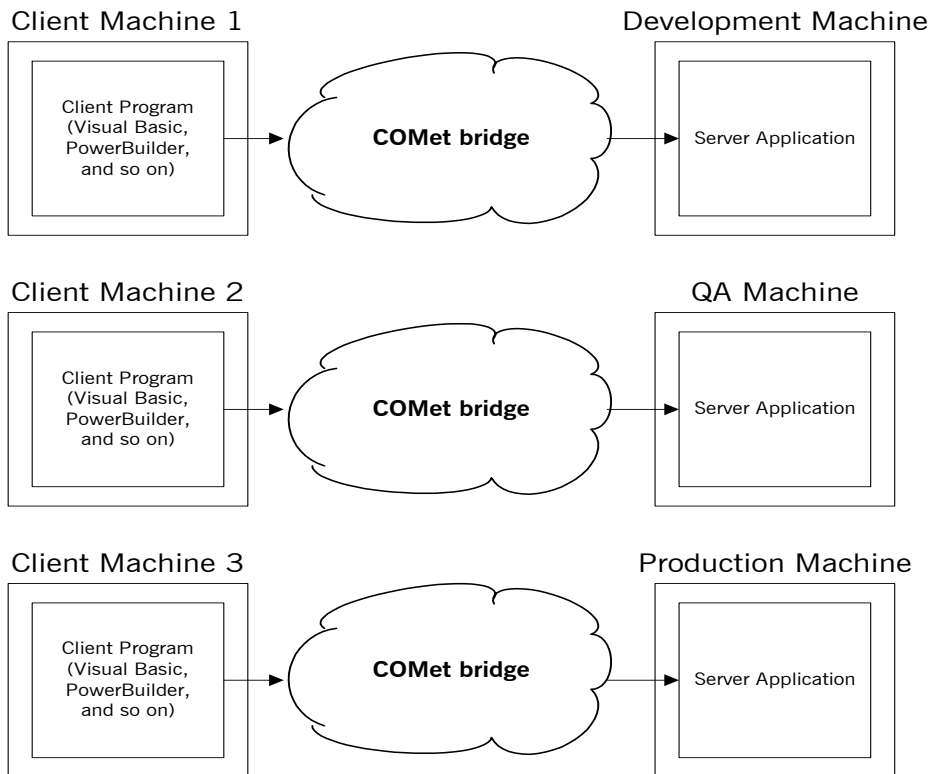 Client Machine 1
Development Machine
Client Program
(Visual Basic,
PowerBuilder,
and so on)
COMet bridge
Server Application
Client Machine 2
QA Machine
Client Program
(Visual Basic,
PowerBuilder,
and so on)
COMet bridge
Server Application
Client Machine 3
Production Machine
Client Program
(Visual Basic,
PowerBuilder,
and so on)
COMet bridge
Server Application